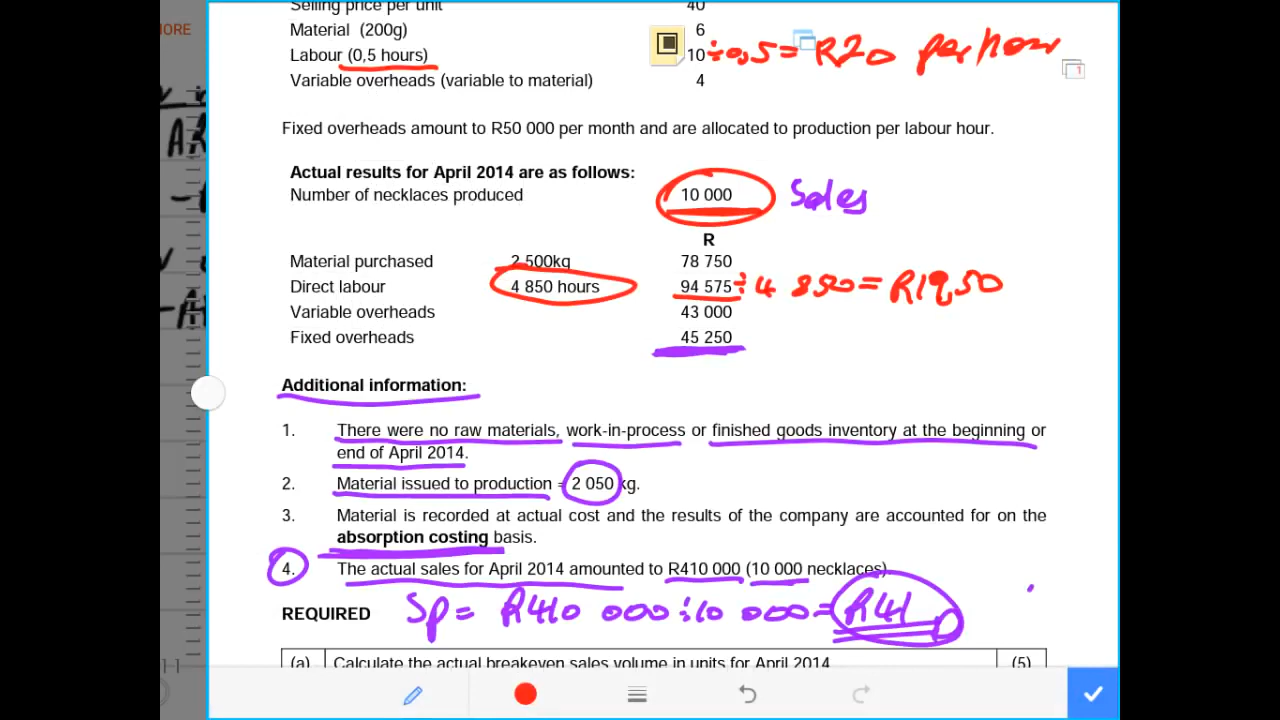 MORE
Selling price per unit 40
Material (200g) 6
Labour (0,5 hours) 10 ÷0,5 = R20 per hour
Variable overheads (variable to material) 4
1
Fixed overheads amount to R50 000 per month and are allocated to production per labour hour.
Actual results for April 2014 are as follows:
Number of necklaces produced 10 000 Sales
R
Material purchased 2 500kg 78 750
Direct labour 4 850 hours 94 575 ÷ 4 850 = R19,50
Variable overheads 43 000
Fixed overheads 45 250
Additional information:
1. There were no raw materials, work-in-process or finished goods inventory at the beginning or
end of April 2014.
2. Material issued to production = 2 050 kg.
3. Material is recorded at actual cost and the results of the company are accounted for on the
absorption costing basis.
4. The actual sales for April 2014 amounted to R410 000 (10 000 necklaces)
REQUIRED Sp = R410 000 ÷10 000 = R41
(a) Calculate the actual breakeven sales volume in units for April 2014 (5)